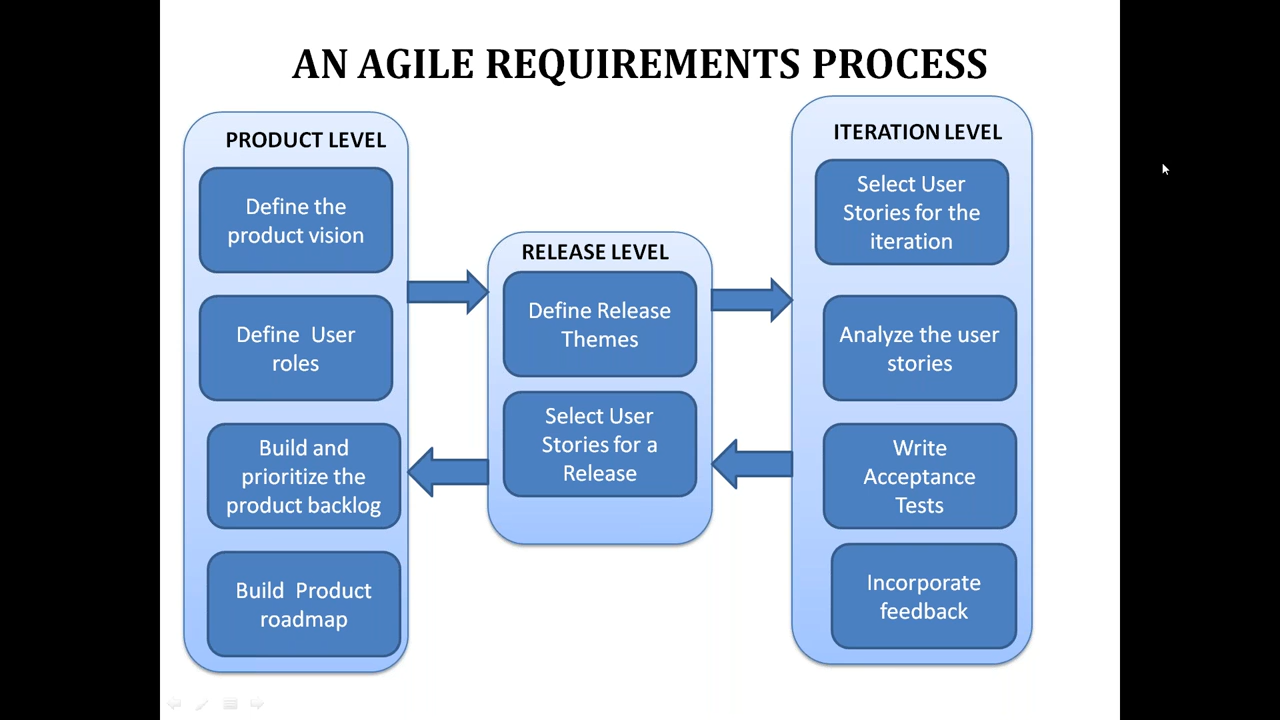 AN AGILE REQUIREMENTS PROCESS
PRODUCT LEVEL
Define the
product vision
Define User
roles
Build and
prioritize the
product backlog
Build Product
roadmap
RELEASE LEVEL
Define Release
Themes
Select User
Stories for a
Release
ITERATION LEVEL
Select User
Stories for the
iteration
Analyze the user
stories
Write
Acceptance
Tests
Incorporate
feedback